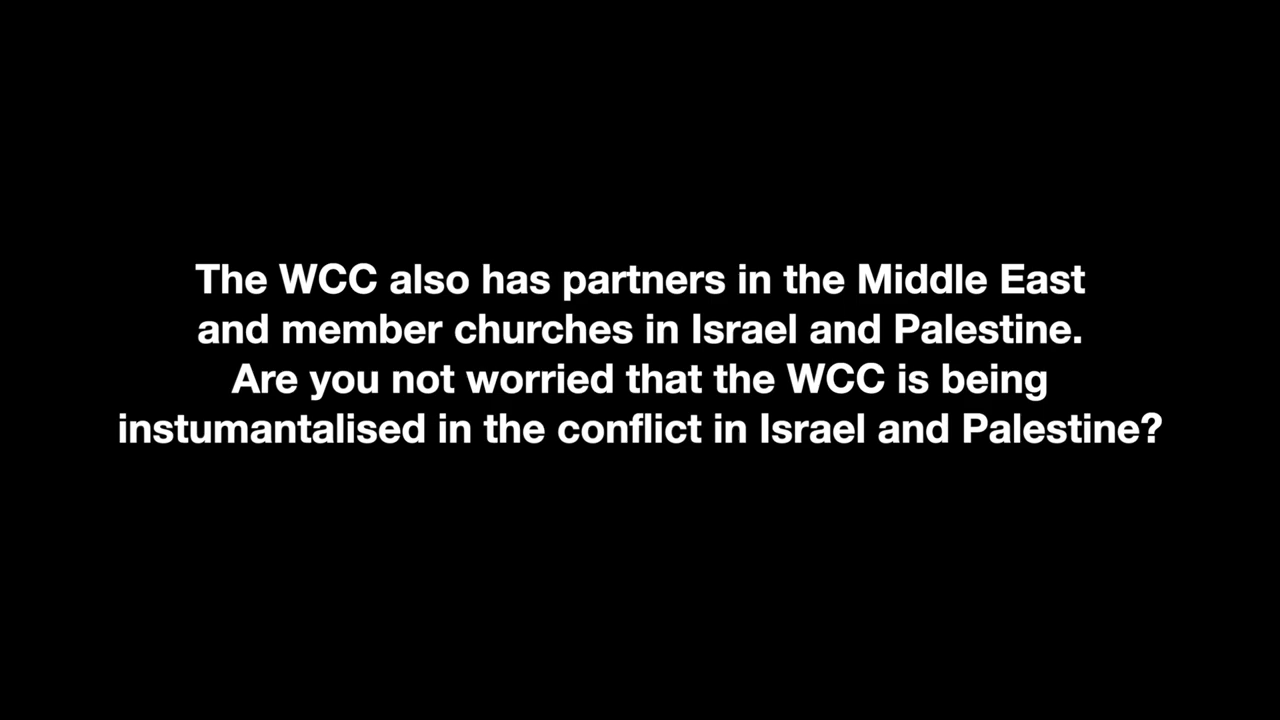 The WCC also has partners in the Middle East
and member churches in Israel and Palestine.
Are you not worried that the WCC is being
instumantalised in the conflict in Israel and Palestine?